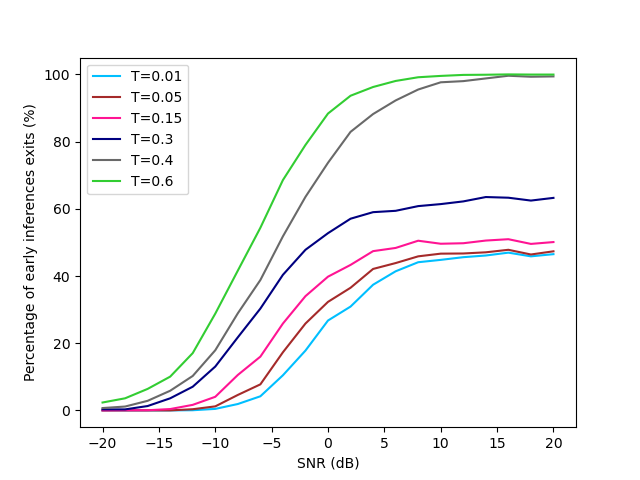 T=0.01
T=0.05
T=0.15
T=0.3
T=0.4
T=0.6
Percentage of early inferences exits (%)
100
80
60
40
20
0
−20 −15 −10 −5 0 5 10 15 20
SNR (dB)